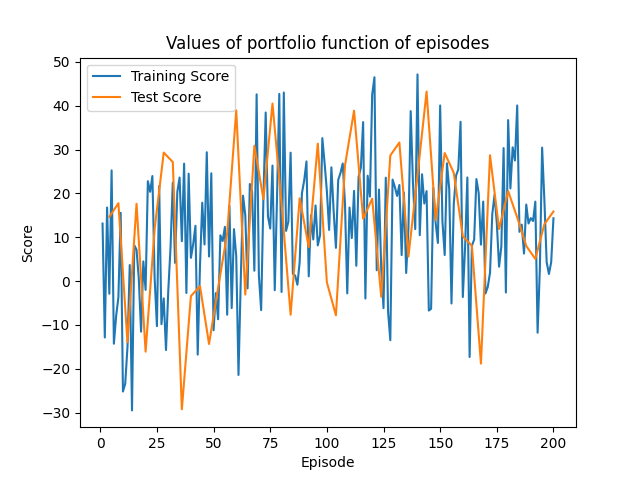 Values of portfolio function of episodes
Training Score
Test Score
50
40
30
20
10
0
−10
−20
−30
Score
0 25 50 75 100 125 150 175 200
Episode